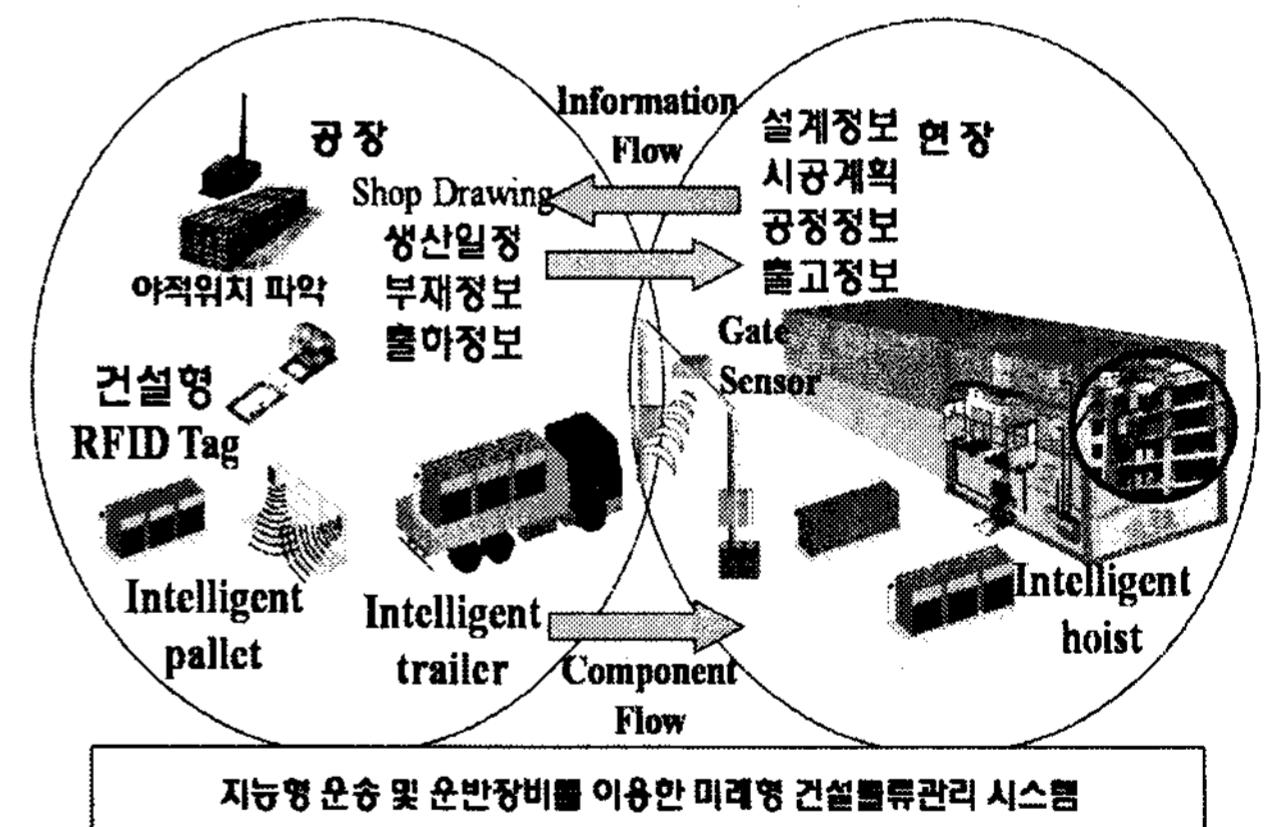 Information
Flow
공장
Shop Drawing
생산일정
부재정보
출하정보
야적위치 파악
건설형
RFID Tag
Intelligent
pallet
Intelligent
trailer
설계정보
시공계획
공정정보
출고정보
현장
Gate
Sensor
Intelligent
hoist
Component
Flow
지능형 운송 및 운반장비를 이용한 미래형 건설물류관리 시스템